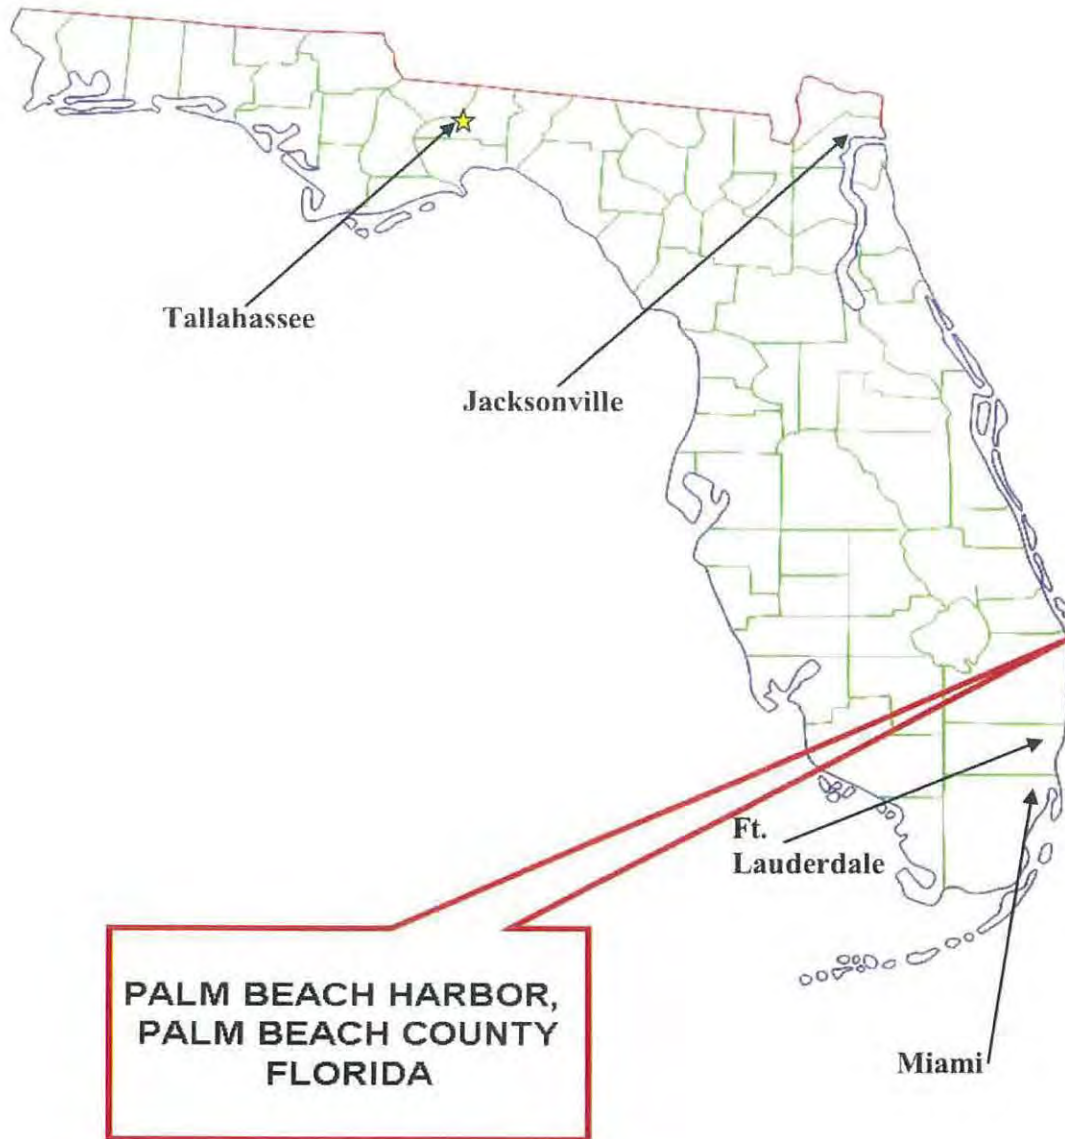 Tallahassee
Jacksonville
Ft.
Lauderdale
PALM BEACH HARBOR,
PALM BEACH COUNTY
FLORIDA
Miami